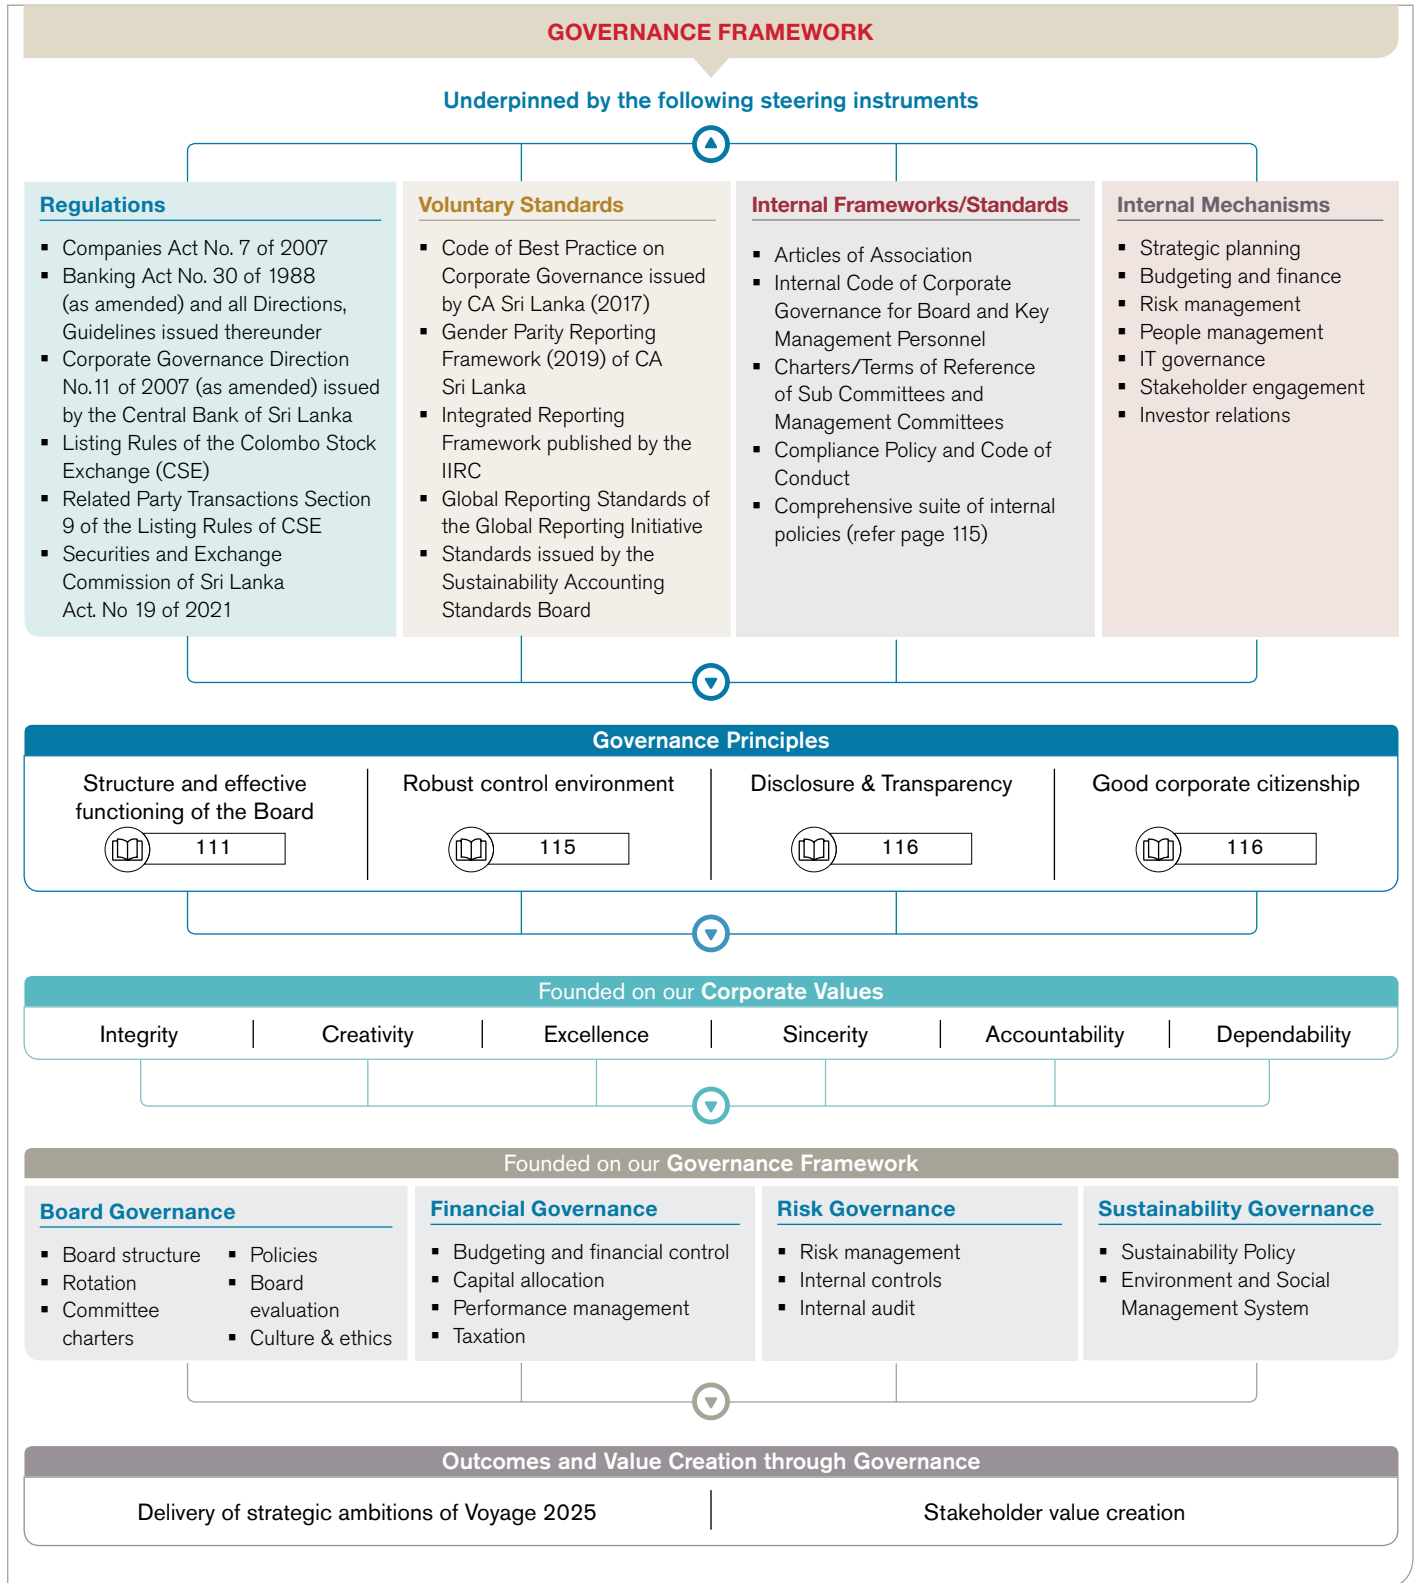 GOVERNANCE FRAMEWORK
Underpinned by the following steering instruments
Regulations
▪ Companies Act No. 7 of 2007
▪ Banking Act No. 30 of 1988
(as amended) and all Directions,
Guidelines issued thereunder
▪ Corporate Governance Direction
No.11 of 2007 (as amended) issued
by the Central Bank of Sri Lanka
▪ Listing Rules of the Colombo Stock
Exchange (CSE)
▪ Related Party Transactions Section
9 of the Listing Rules of CSE
▪ Securities and Exchange
Commission of Sri Lanka
Act. No 19 of 2021
Voluntary Standards
▪ Code of Best Practice on
Corporate Governance issued
by CA Sri Lanka (2017)
▪ Gender Parity Reporting
Framework (2019) of CA
Sri Lanka
▪ Integrated Reporting
Framework published by the
IIRC
▪ Global Reporting Standards of
the Global Reporting Initiative
▪ Standards issued by the
Sustainability Accounting
Standards Board
Internal Frameworks/Standards
▪ Articles of Association
▪ Internal Code of Corporate
Governance for Board and Key
Management Personnel
▪ Charters/Terms of Reference
of Sub Committees and
Management Committees
▪ Compliance Policy and Code of
Conduct
▪ Comprehensive suite of internal
policies (refer page 115)
Internal Mechanisms
▪ Strategic planning
▪ Budgeting and finance
▪ Risk management
▪ People management
▪ IT governance
▪ Stakeholder engagement
▪ Investor relations
Governance Principles
Structure and effective
functioning of the Board
111
Robust control environment
115
Disclosure & Transparency
116
Good corporate citizenship
116
Founded on our Corporate Values
Integrity
Creativity
Excellence
Sincerity
Accountability
Dependability
Founded on our Governance Framework
Board Governance
▪ Board structure
▪ Rotation
▪ Committee
charters
▪ Policies
▪ Board
evaluation
▪ Culture & ethics
Financial Governance
▪ Budgeting and financial control
▪ Capital allocation
▪ Performance management
▪ Taxation
Risk Governance
▪ Risk management
▪ Internal controls
▪ Internal audit
Sustainability Governance
▪ Sustainability Policy
▪ Environment and Social
Management System
Outcomes and Value Creation through Governance
Delivery of strategic ambitions of Voyage 2025
Stakeholder value creation